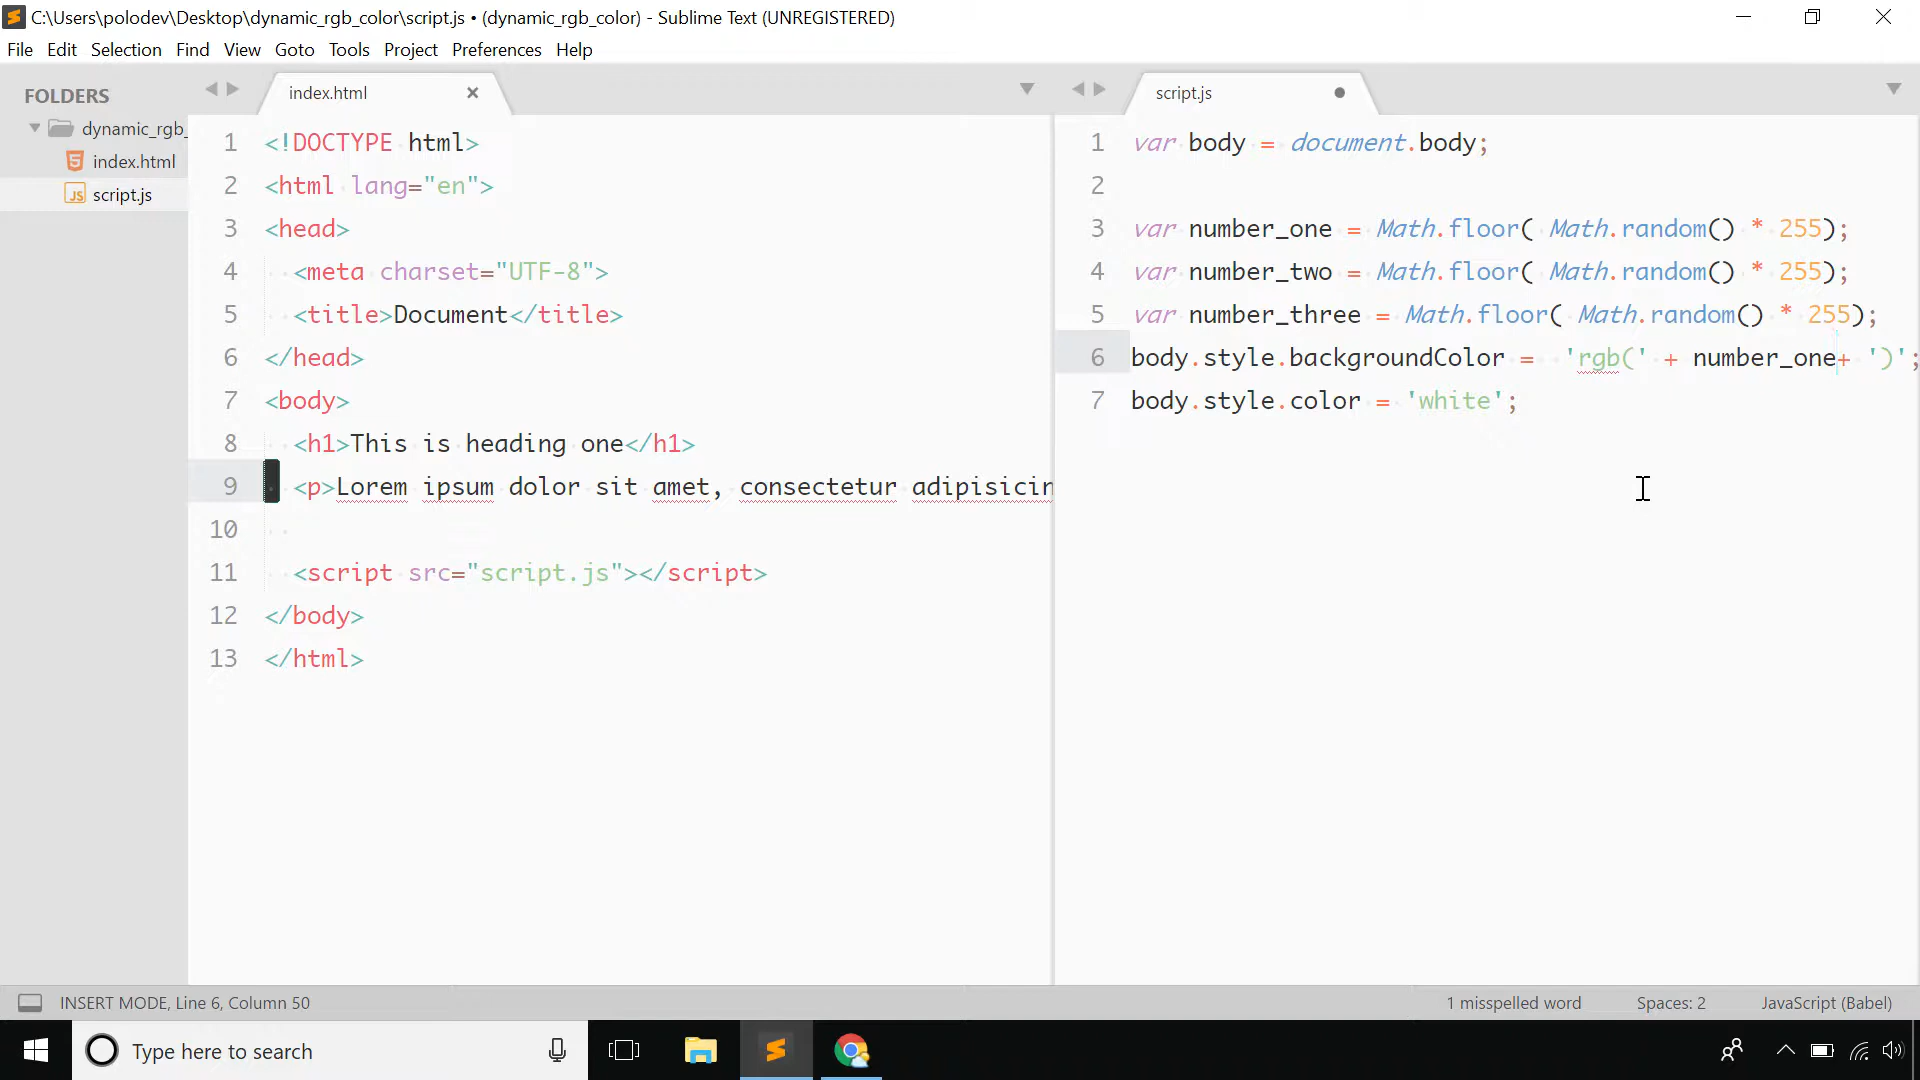 C:\Users\polodev\Desktop\dynamic_rgb_color\script.js • (dynamic_rgb_color) - Sublime Text (UNREGISTERED)
File Edit Selection Find View Goto Tools Project Preferences Help
FOLDERS
dynamic_rgb_
index.html
script.js
index.html
1 <!DOCTYPE html>
2 <html lang="en">
3 <head>
4 <meta charset="UTF-8">
5 <title>Document</title>
6 </head>
7 <body>
8 <h1>This is heading one</h1>
9 <p>Lorem ipsum dolor sit amet, consectetur adipisicin
10
11 <script src="script.js"></script>
12 </body>
13 </html>
script.js
1 var body = document.body;
2
3 var number_one = Math.floor( Math.random() * 255);
4 var number_two = Math.floor( Math.random() * 255);
5 var number_three = Math.floor( Math.random() * 255);
6 body.style.backgroundColor =  'rgb(' + number_one+ ')';
7 body.style.color = 'white';
INSERT MODE, Line 6, Column 50
1 misspelled word
Spaces: 2
JavaScript (Babel)
Type here to search